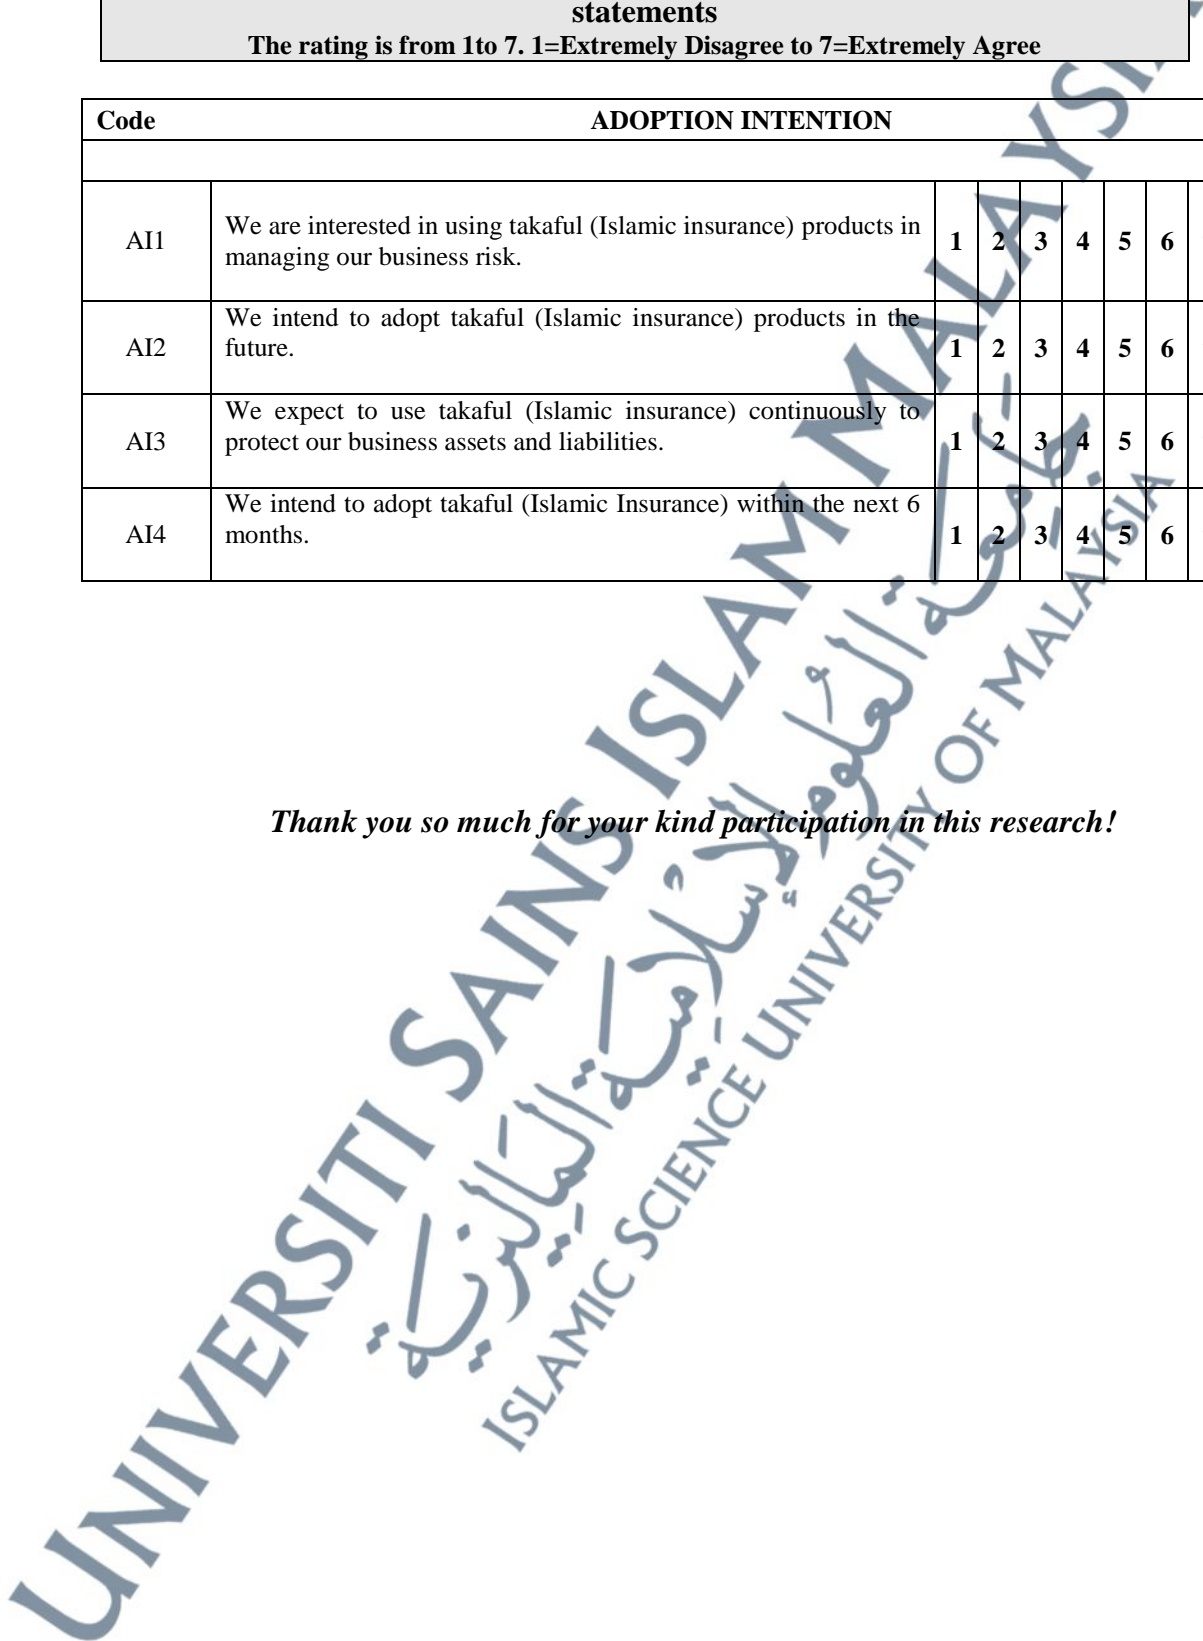 statements
The rating is from 1to 7. 1=Extremely Disagree to 7=Extremely Agree
Code ADOPTION INTENTION
AI1 We are interested in using takaful (Islamic insurance) products in managing our business risk. 1 2 3 4 5 6
AI2 We intend to adopt takaful (Islamic insurance) products in the future. 1 2 3 4 5 6
AI3 We expect to use takaful (Islamic insurance) continuously to protect our business assets and liabilities. 1 2 3 4 5 6
AI4 We intend to adopt takaful (Islamic Insurance) within the next 6 months. 1 2 3 4 5 6
Thank you so much for your kind participation in this research!
UNIVERSITI SAINS ISLAM MALAYSIA
جامعة العلوم الإسلامية الماليزية
ISLAMIC SCIENCE UNIVERSITY OF MALAYSIA